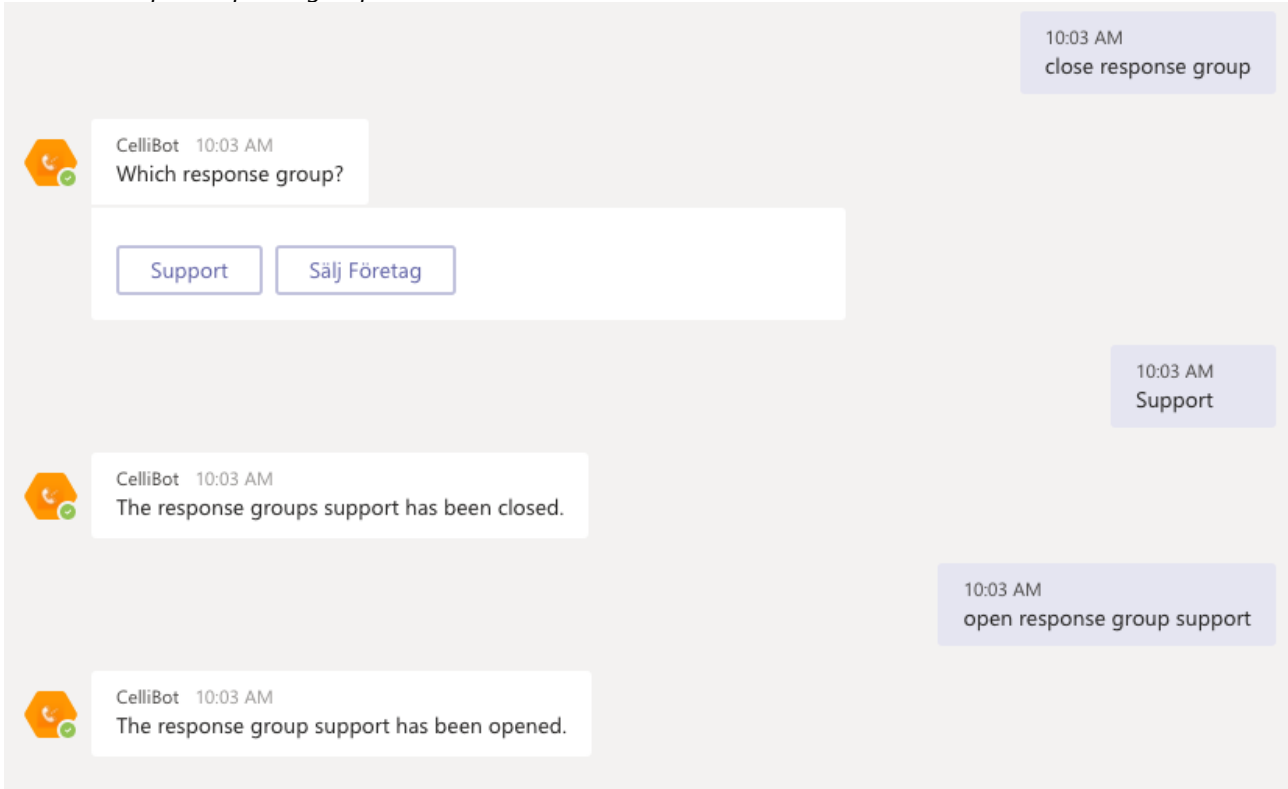 10:03 AM
close response group
CelliBot 10:03 AM
Which response group?
Support Sälj Företag
10:03 AM
Support
CelliBot 10:03 AM
The response groups support has been closed.
10:03 AM
open response group support
CelliBot 10:03 AM
The response group support has been opened.